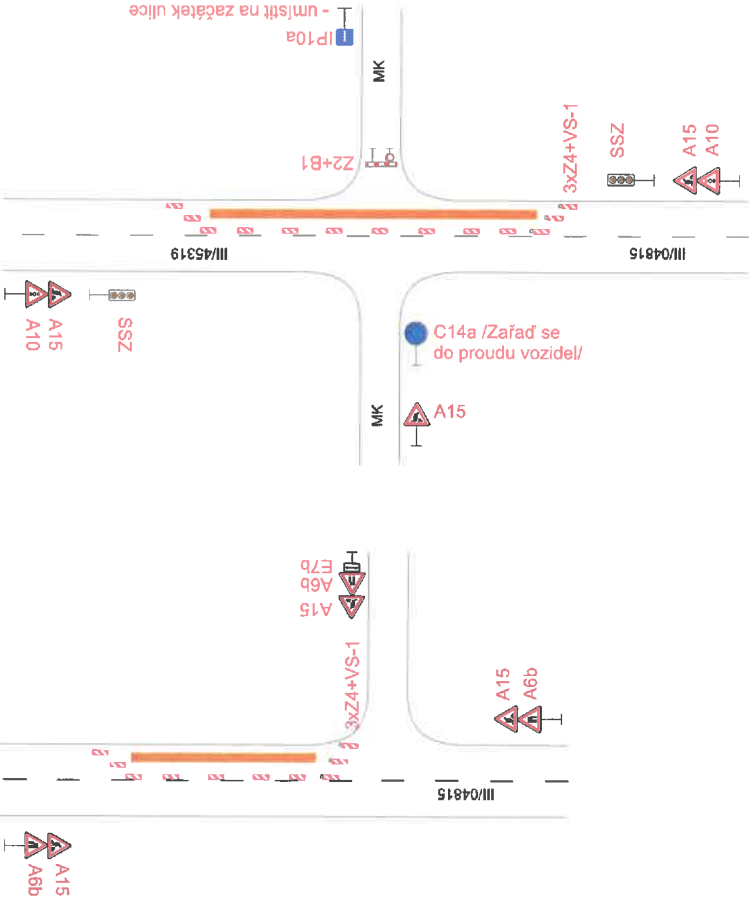 IP10a
- umístit na začátek ulice
MK
Z2+B1
3xZ4+VS-1
SSZ
A15
A10
III/45319
III/04815
A10
A15
SSZ
C14a /Zařaď se
do proudu vozidel/
MK
A15
A15
A6b
E7b
3xZ4+VS-1
A15
A6b
III/04815
A6b
A15